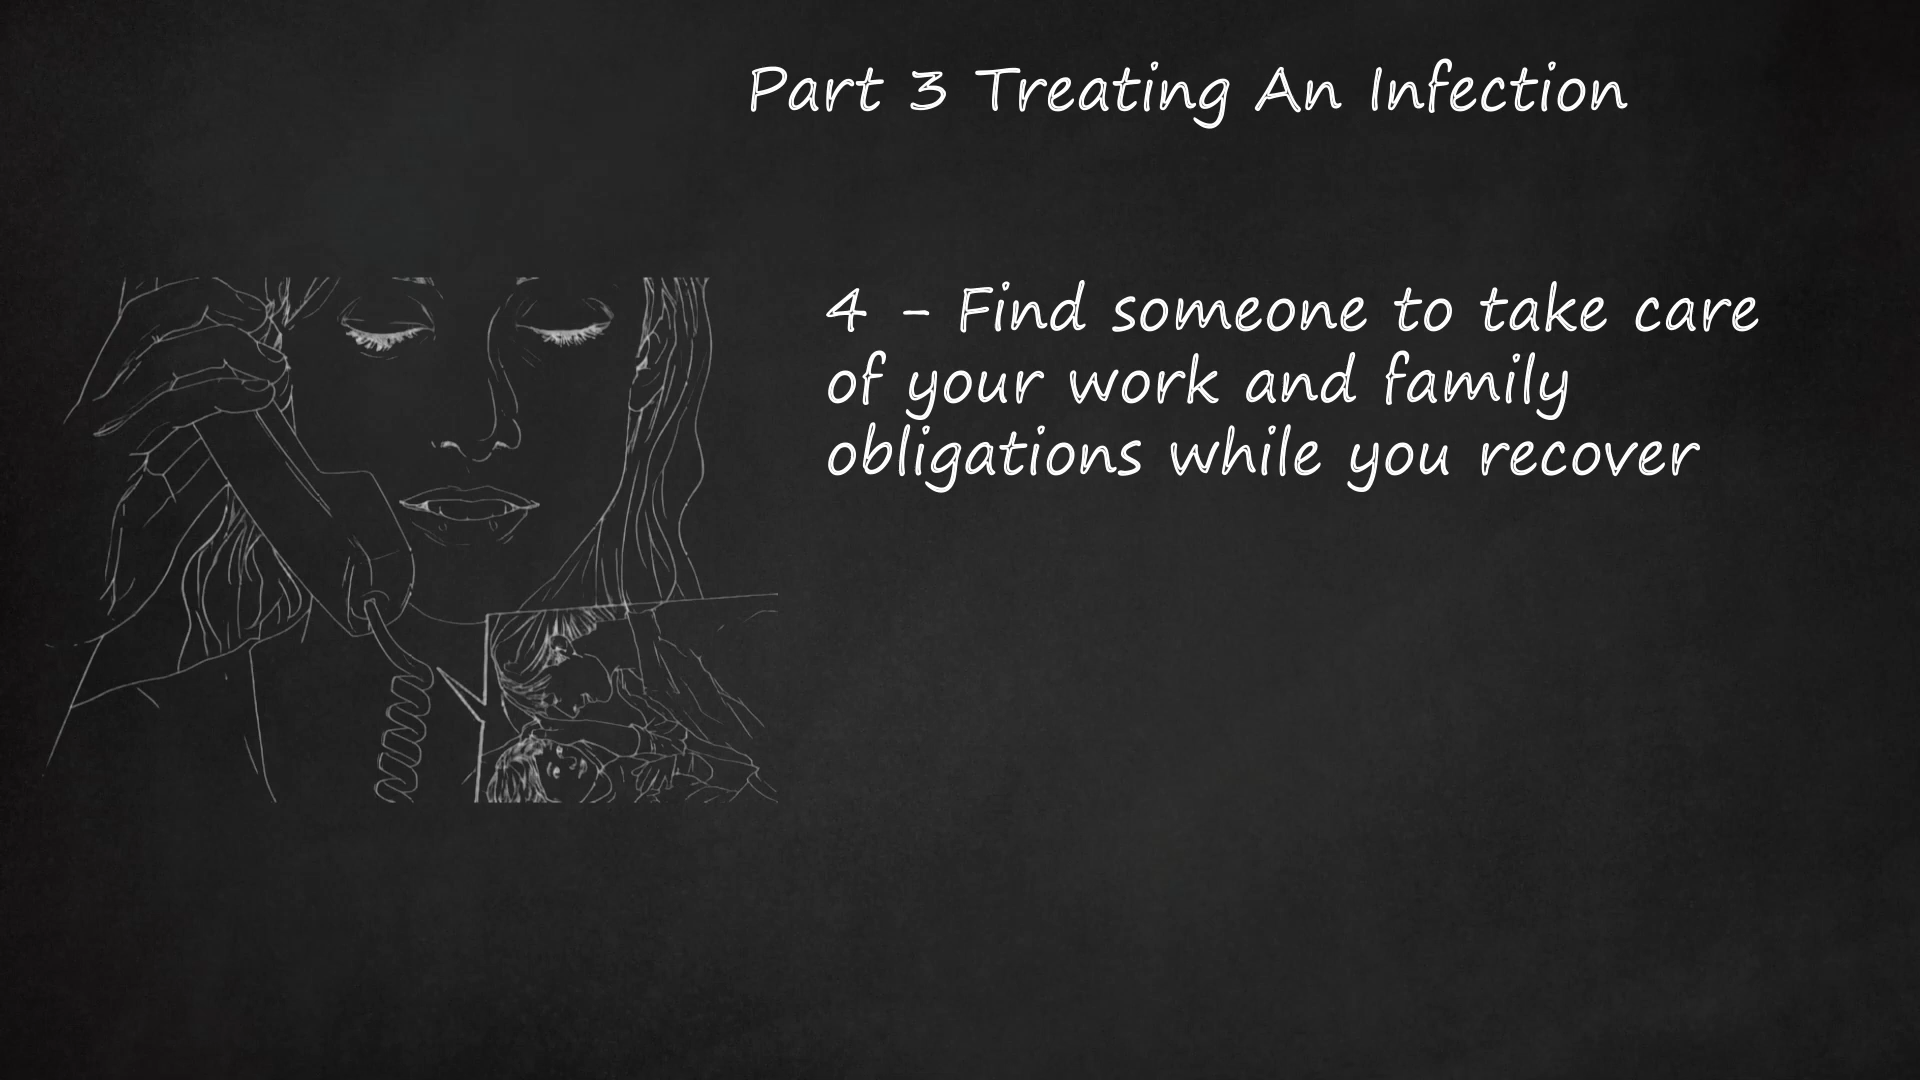 Part 3 Treating An Infection
4 - Find someone to take care
of your work and family
obligations while you recover